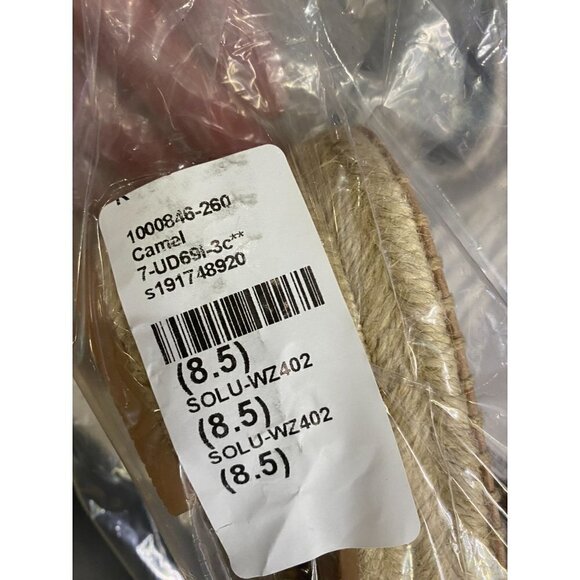 1000846-260
Camel
7-UD69I-3c**
s191748920
(8.5)
SOLU-WZ402
(8.5)
SOLU-WZ402
(8.5)